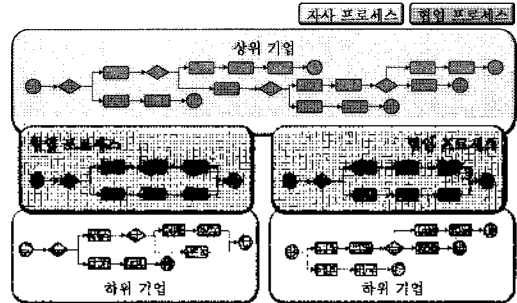 자사 프로세스 협업 프로세스
상위 기업
협업 프로세스 협업 프로세스
하위 기업 하위 기업